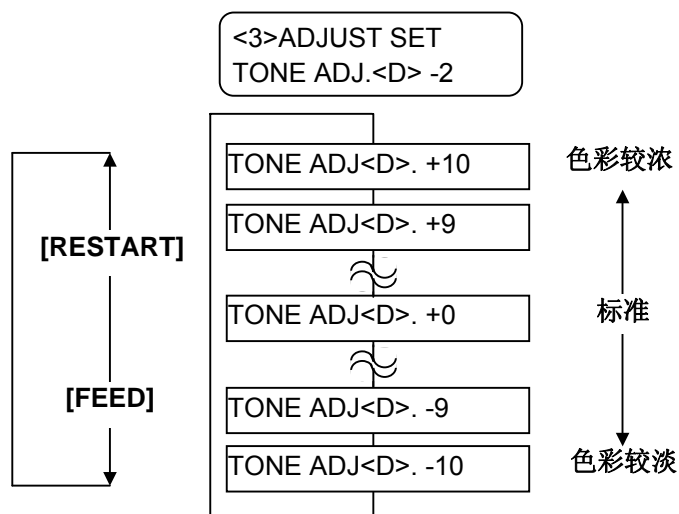 <3>ADJUST SET
TONE ADJ.<D> -2
TONE ADJ<D>. +10
色彩较浓
TONE ADJ<D>. +9
[RESTART]
TONE ADJ<D>. +0
标准
[FEED]
TONE ADJ<D>. -9
TONE ADJ<D>. -10
色彩较淡